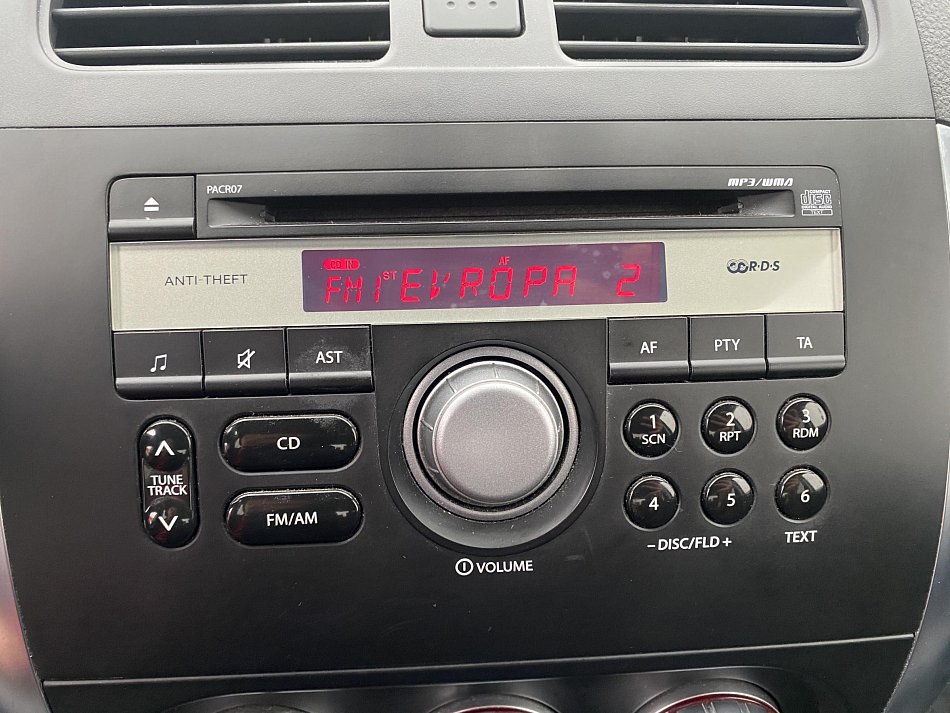 PACR07
MP3/WMA
COMPACT
disc
DIGITAL AUDIO
TEXT
ANTI-THEFT
CD IN
AF
FM1 ST EVROPA 2
R·D·S
AST
AF
PTY
TA
CD
TUNE
TRACK
FM/AM
1
SCN
2
RPT
3
RDM
4
5
6
– DISC/FLD +
TEXT
VOLUME